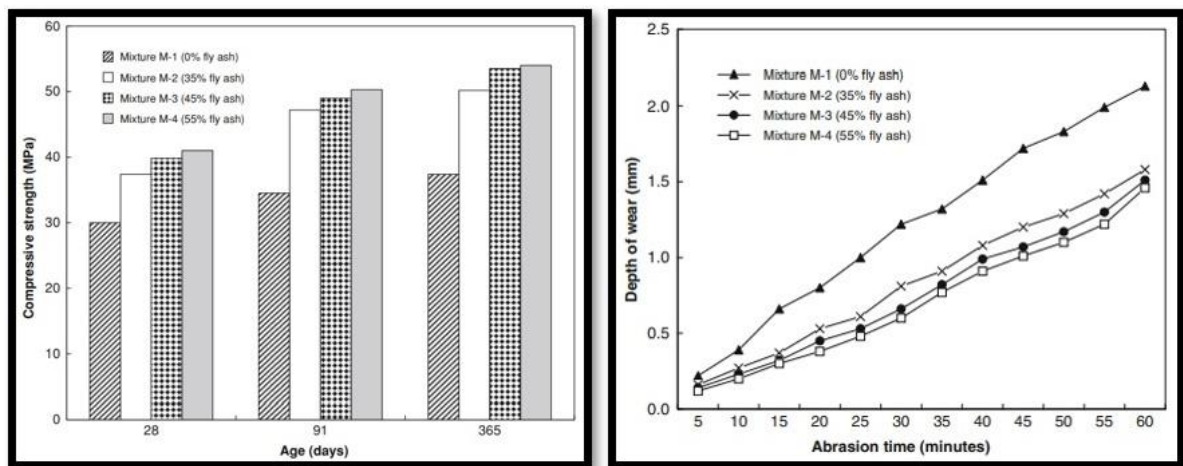 60
50
40
30
20
10
0
Compressive strength (MPa)
Mixture M-1 (0% fly ash)
Mixture M-2 (35% fly ash)
Mixture M-3 (45% fly ash)
Mixture M-4 (55% fly ash)
28 91 365
Age (days)
2.5
2.0
1.5
1.0
0.5
0.0
Depth of wear (mm)
Mixture M-1 (0% fly ash)
Mixture M-2 (35% fly ash)
Mixture M-3 (45% fly ash)
Mixture M-4 (55% fly ash)
5 10 15 20 25 30 35 40 45 50 55 60
Abrasion time (minutes)